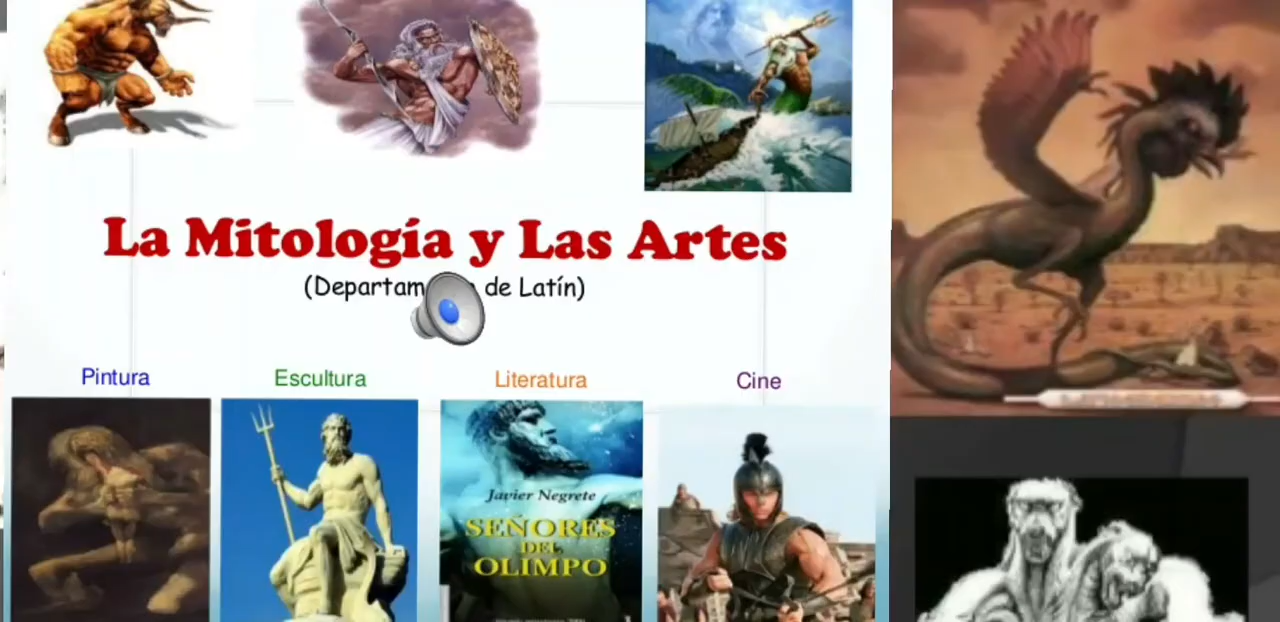 La Mitología y Las Artes
(Departam de Latín)
Pintura
Escultura
Literatura
Cine
Javier Negrete
SEÑORES
DEL
OLIMPO